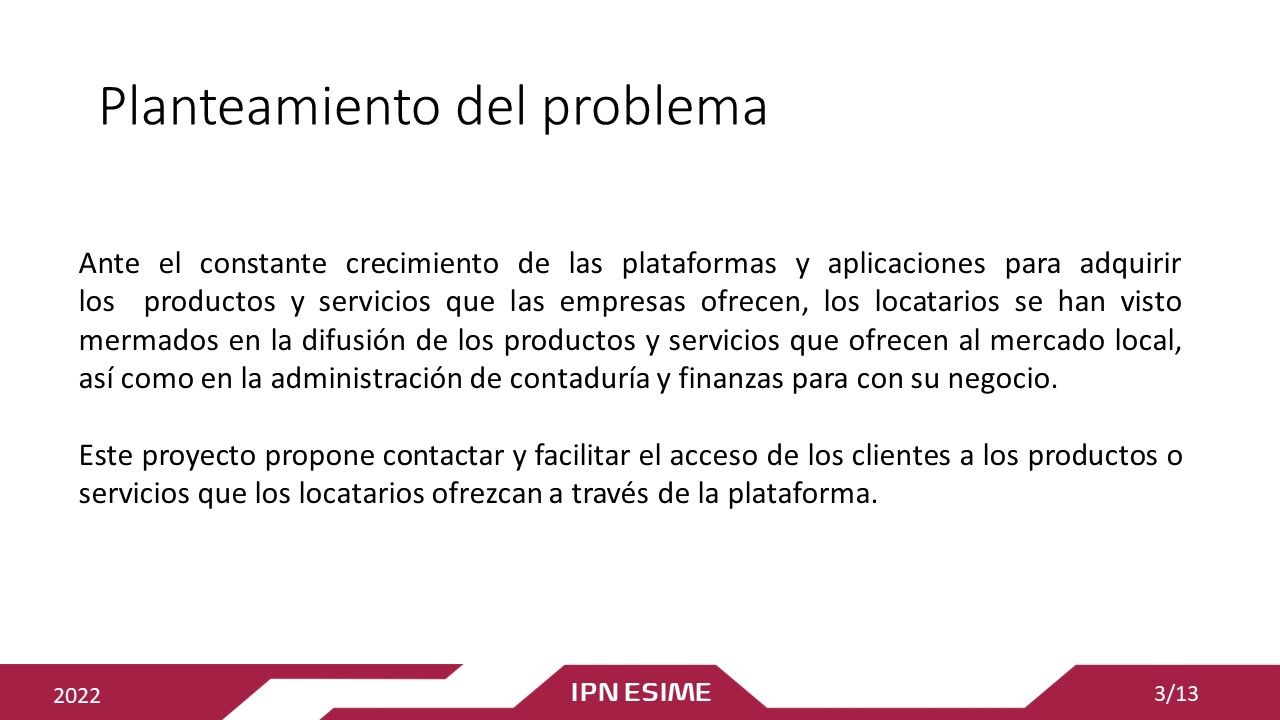 Planteamiento del problema
Ante el constante crecimiento de las plataformas y aplicaciones para adquirir
los productos y servicios que las empresas ofrecen, los locatarios se han visto
mermados en la difusión de los productos y servicios que ofrecen al mercado local,
así como en la administración de contaduría y finanzas para con su negocio.
Este proyecto propone contactar y facilitar el acceso de los clientes a los productos o
servicios que los locatarios ofrezcan a través de la plataforma.
2022
IPN ESIME
3/13